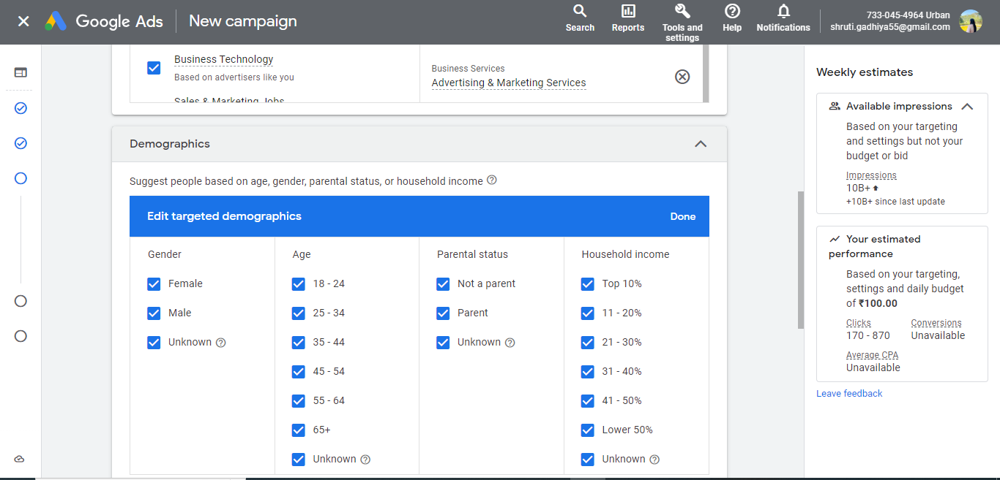 Google Ads
New campaign
Search
Reports
Tools and
settings
Help
Notifications
733-045-4964 Urban
shruti.gadhiya55@gmail.com
Business Technology
Based on advertisers like you
Sales & Marketing Jobs
Business Services
Advertising & Marketing Services
Demographics
Suggest people based on age, gender, parental status, or household income
Edit targeted demographics
Done
Gender
Female
Male
Unknown
Age
18 - 24
25 - 34
35 - 44
45 - 54
55 - 64
65+
Unknown
Parental status
Not a parent
Parent
Unknown
Household income
Top 10%
11 - 20%
21 - 30%
31 - 40%
41 - 50%
Lower 50%
Unknown
Weekly estimates
Available impressions
Based on your targeting
and settings but not your
budget or bid
Impressions
10B+
+10B+ since last update
Your estimated
performance
Based on your targeting,
settings and daily budget
of ₹100.00
Clicks
170 - 870
Conversions
Unavailable
Average CPA
Unavailable
Leave feedback